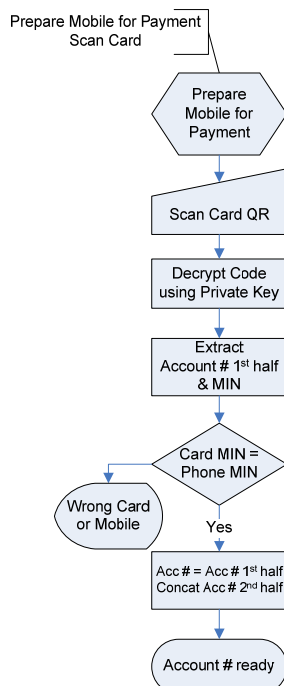 Prepare Mobile for Payment
Scan Card
Prepare
Mobile for
Payment
Scan Card QR
Decrypt Code
using Private Key
Extract
Account # 1st half
& MIN
Card MIN =
Phone MIN
Wrong Card
or Mobile
Yes
Acc # = Acc # 1st half
Concat Acc # 2nd half
Account # ready